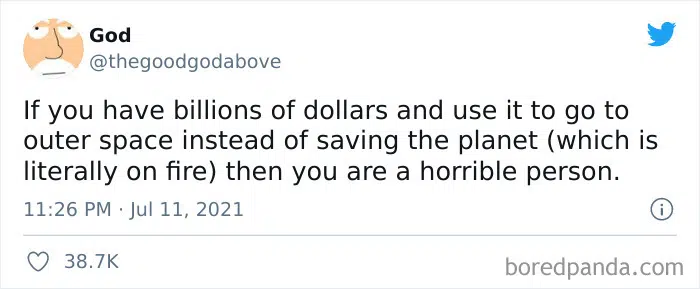 God
@thegoodgodabove
If you have billions of dollars and use it to go to
outer space instead of saving the planet (which is
literally on fire) then you are a horrible person.
11:26 PM · Jul 11, 2021
38.7K
boredpanda.com